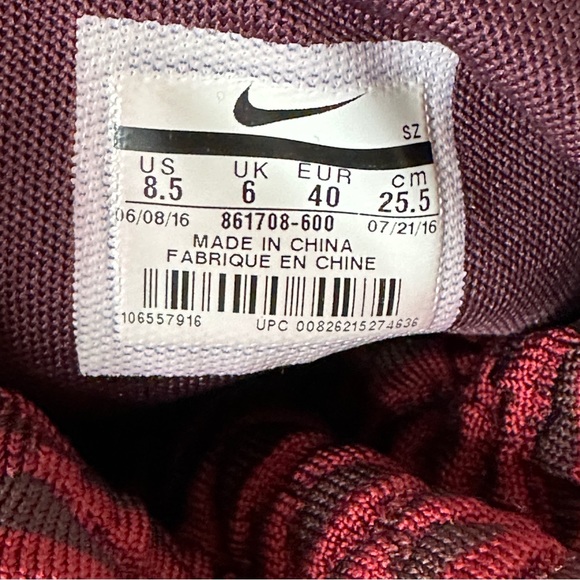 SZ
US UK EUR cm
8.5 6 40 25.5
06/08/16 861708-600 07/21/16
MADE IN CHINA
FABRIQUE EN CHINE
106557916 UPC 00826215274636